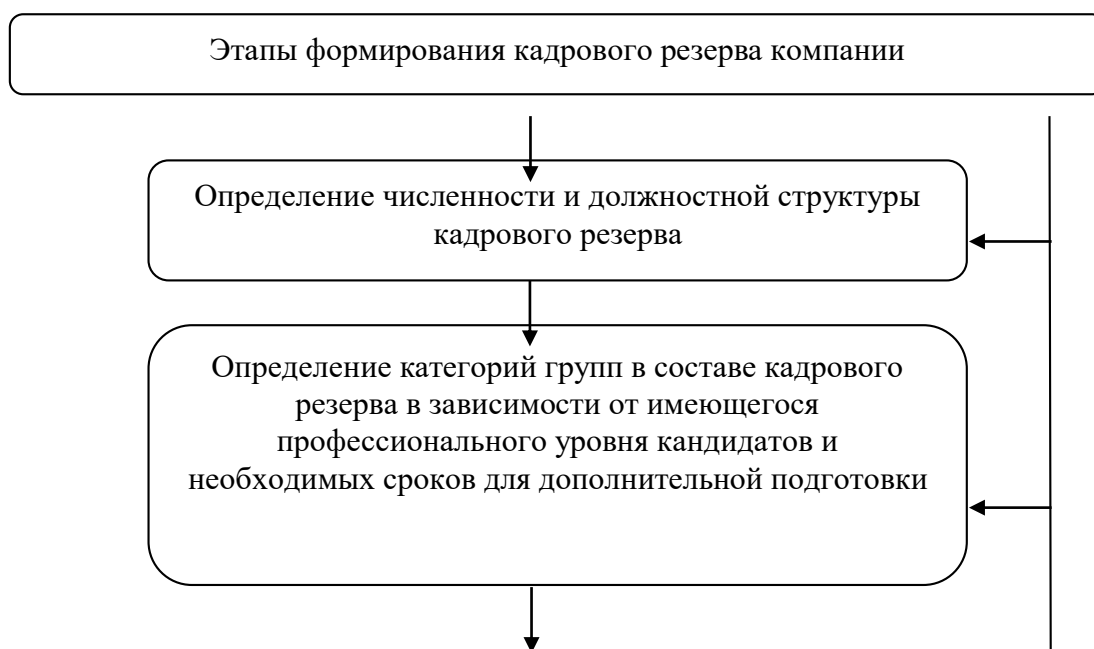 Этапы формирования кадрового резерва компании
Определение численности и должностной структуры
кадрового резерва
Определение категорий групп в составе кадрового
резерва в зависимости от имеющегося
профессионального уровня кандидатов и
необходимых сроков для дополнительной подготовки